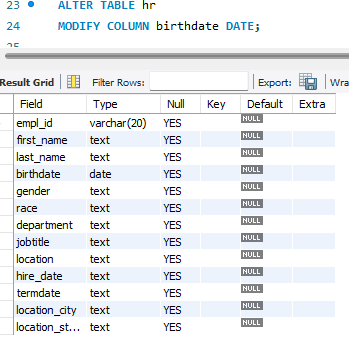 23 ALTER TABLE hr
24 MODIFY COLUMN birthdate DATE;
Result Grid Filter Rows: Export: Wra
Field Type Null Key Default Extra
empl_id varchar(20) YES NULL
first_name text YES NULL
last_name text YES NULL
birthdate date YES NULL
gender text YES NULL
race text YES NULL
department text YES NULL
jobtitle text YES NULL
location text YES NULL
hire_date text YES NULL
termdate text YES NULL
location_city text YES NULL
location_st... text YES NULL